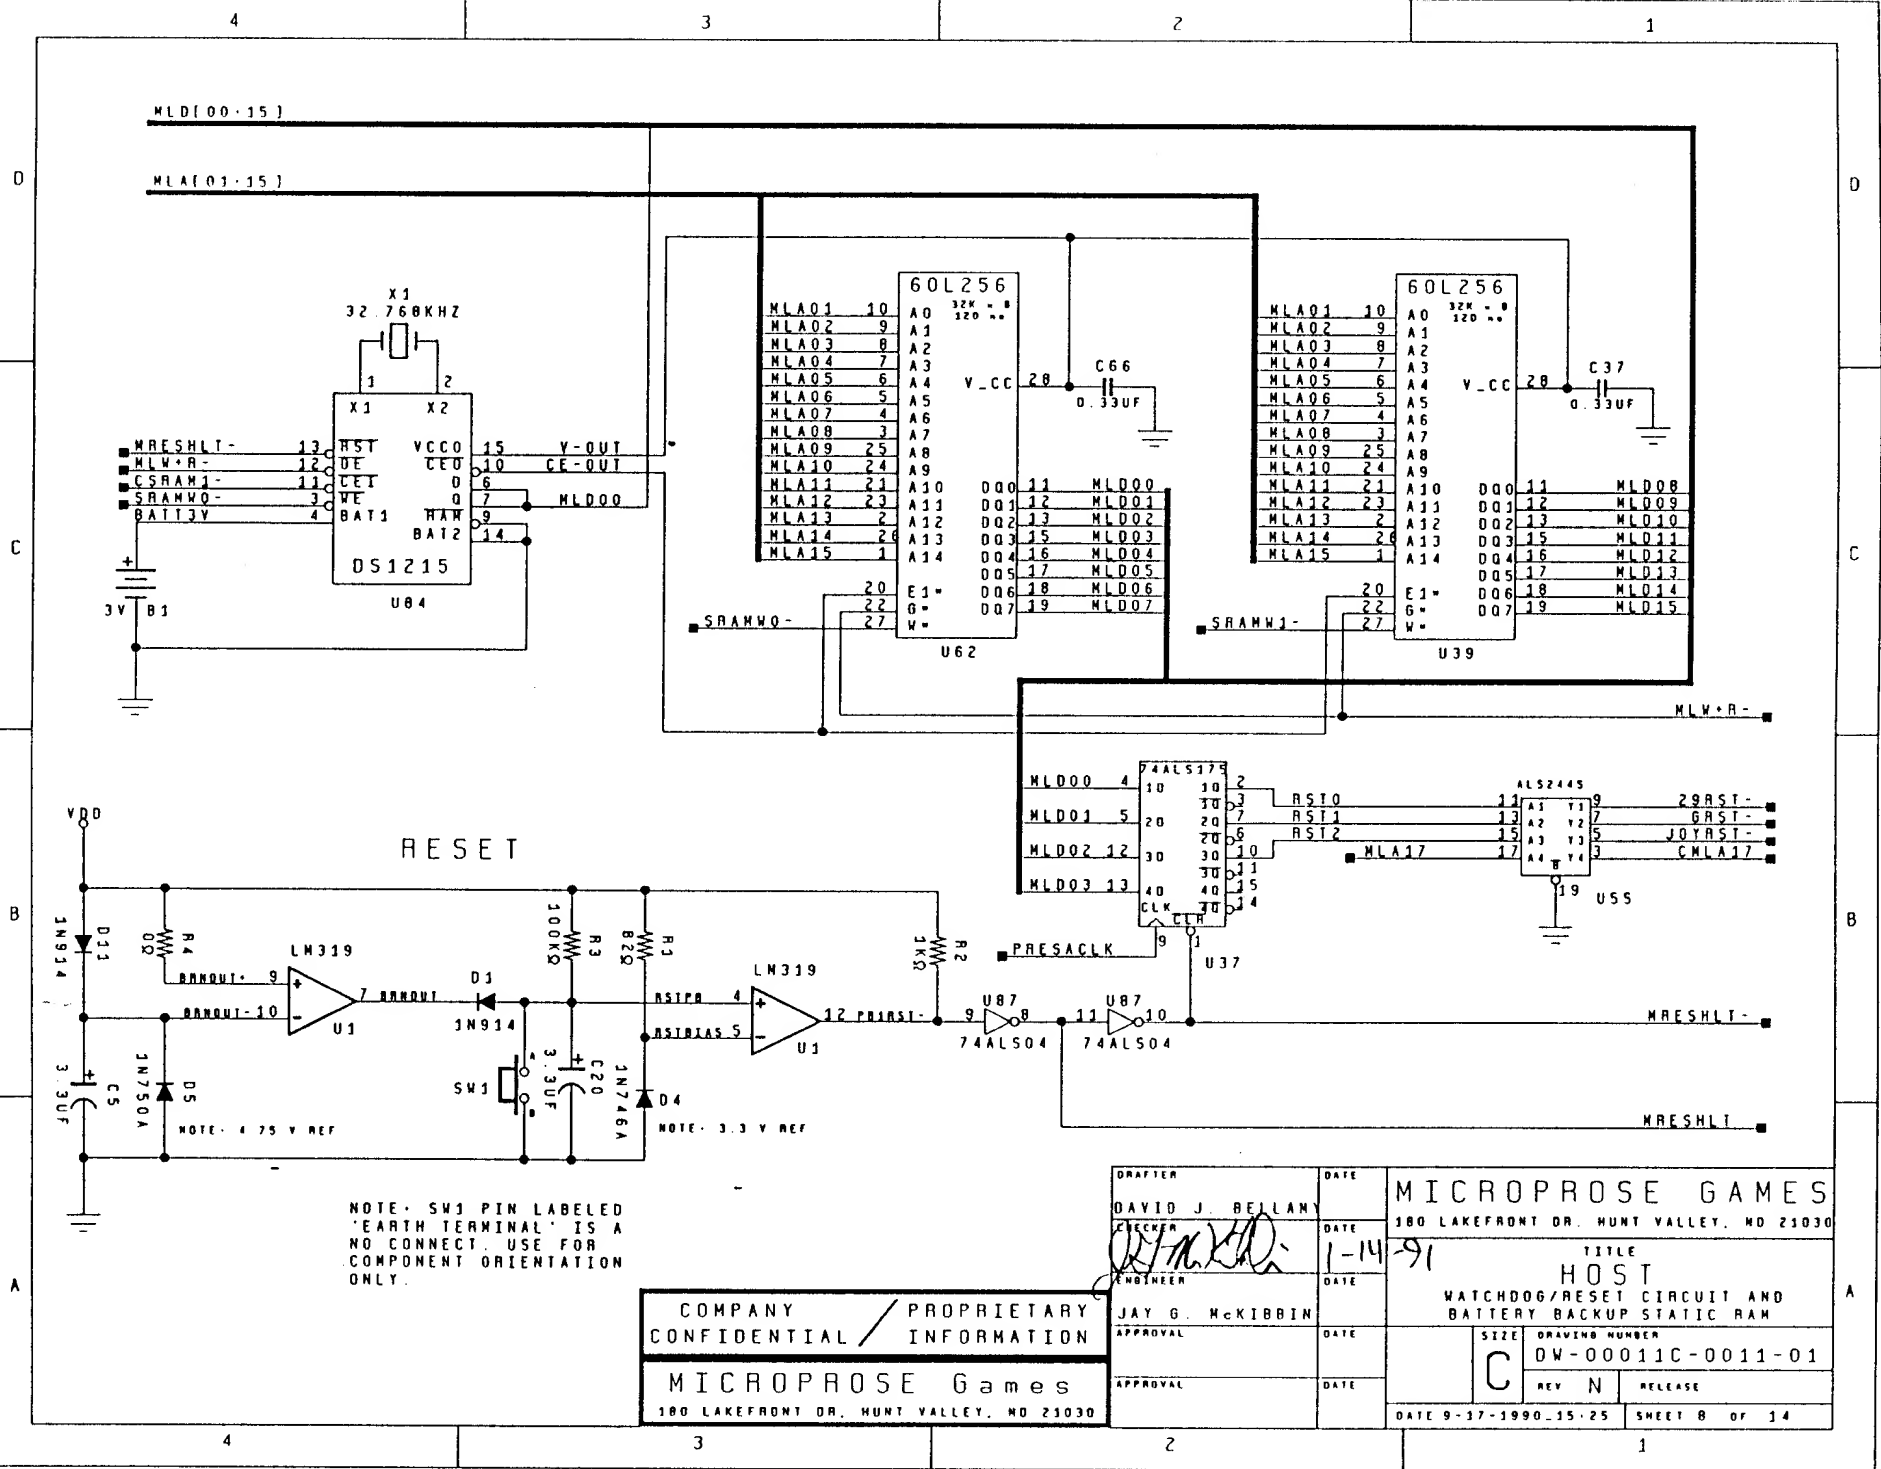 4 3 2 1
D
C
B
A
D
C
B
A
MLD[00:15]
MLA[01:15]
X1
32.768KHZ
1 2
X1 X2
MRESHLT- 13 RST
MLW+R- 12 OE
CSRAM1- 11 CEI
SRAMW0- 3 WE
BATT3V 4 BAT1
VCCO 15 V-OUT
CEO 10 CE-OUT
D 6
Q 7 MLD00
RAM 9
BAT2 14
DS1215
U84
+
3V B1
60L256
32K x 8
120 ns
MLA01 10 A0
MLA02 9 A1
MLA03 8 A2
MLA04 7 A3
MLA05 6 A4
MLA06 5 A5
MLA07 4 A6
MLA08 3 A7
MLA09 25 A8
MLA10 24 A9
MLA11 21 A10
MLA12 23 A11
MLA13 2 A12
MLA14 26 A13
MLA15 1 A14
20 E1*
22 G*
SRAMW0- 27 W*
V_CC 28
C66
0.33UF
DQ0 11 MLD00
DQ1 12 MLD01
DQ2 13 MLD02
DQ3 15 MLD03
DQ4 16 MLD04
DQ5 17 MLD05
DQ6 18 MLD06
DQ7 19 MLD07
U62
60L256
32K x 8
120 ns
MLA01 10 A0
MLA02 9 A1
MLA03 8 A2
MLA04 7 A3
MLA05 6 A4
MLA06 5 A5
MLA07 4 A6
MLA08 3 A7
MLA09 25 A8
MLA10 24 A9
MLA11 21 A10
MLA12 23 A11
MLA13 2 A12
MLA14 26 A13
MLA15 1 A14
20 E1*
22 G*
SRAMW1- 27 W*
V_CC 28
C37
0.33UF
DQ0 11 MLD08
DQ1 12 MLD09
DQ2 13 MLD10
DQ3 15 MLD11
DQ4 16 MLD12
DQ5 17 MLD13
DQ6 18 MLD14
DQ7 19 MLD15
U39
MLW+R-
74ALS175
MLD00 4 1D
MLD01 5 2D
MLD02 12 3D
MLD03 13 4D
1Q 2
1Q 3
2Q 7
2Q 6
3Q 10
3Q 11
4Q 15
4Q 14
CLK CLR
9 1
PRESACLK
U37
RST0
RST1
RST2
MLA17
ALS244S
11 A1 Y1 9 29RST-
13 A2 Y2 7 GRST-
15 A3 Y3 5 JOYRST-
17 A4 Y4 3 CMLA17
19
U55
VDD
RESET
D11
1N914
R4
0Ω
LM319
BRNOUT+ 9 +
BRNOUT- 10 -
7 BRNOUT
U1
D1
1N914
R3
100KΩ
R1
82Ω
LM319
RSTPB 4 +
RSTBIAS 5 -
12 PB1RST-
U1
R2
1KΩ
U87
9 8
74ALS04
U87
11 10
74ALS04
MRESHLT-
MRESHLT
+
C5
3.3UF
D5
1N750A
NOTE: 4.75 V REF
SW1
A
B
+
C20
3.3UF
D4
1N746A
NOTE: 3.3 V REF
NOTE: SW1 PIN LABELED
'EARTH TERMINAL' IS A
NO CONNECT. USE FOR
COMPONENT ORIENTATION
ONLY.
COMPANY / PROPRIETARY
CONFIDENTIAL / INFORMATION
MICROPROSE Games
180 LAKEFRONT DR. HUNT VALLEY, MD 21030
DRAFTER DATE
DAVID J. BELLAMY
CHECKER DATE
1-14-91
ENGINEER DATE
JAY G. McKIBBIN
APPROVAL DATE
APPROVAL DATE
MICROPROSE GAMES
180 LAKEFRONT DR. HUNT VALLEY, MD 21030
TITLE
HOST
WATCHDOG/RESET CIRCUIT AND
BATTERY BACKUP STATIC RAM
SIZE
C
DRAWING NUMBER
DW-00011C-0011-01
REV N RELEASE
DATE 9-17-1990_15:25 SHEET 8 OF 14
4 3 2 1